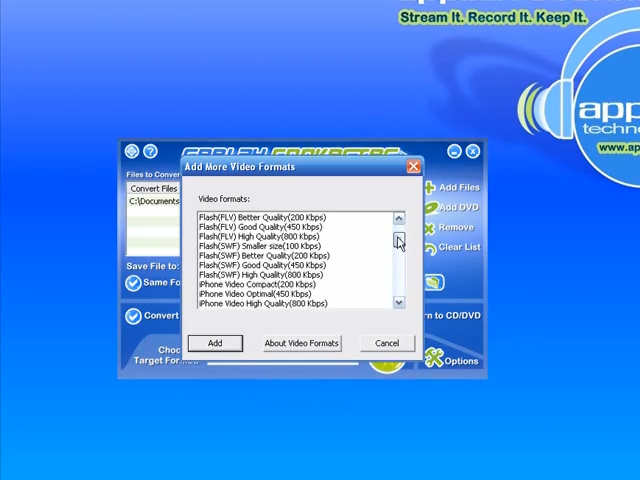 Stream It. Record It. Keep It.
www.ap
Files to Conver
Convert Files
C:\Documents
Save File to:
Same Fo
Convert
Choo
Target Form
Add Files
Add DVD
Remove
Clear List
rn to CD/DVD
Options
Add More Video Formats
Video formats:
Flash(FLV) Better Quality(200 Kbps)
Flash(FLV) Good Quality(450 Kbps)
Flash(FLV) High Quality(800 Kbps)
Flash(SWF) Smaller size(100 Kbps)
Flash(SWF) Better Quality(200 Kbps)
Flash(SWF) Good Quality(450 Kbps)
Flash(SWF) High Quality(800 Kbps)
iPhone Video Compact(200 Kbps)
iPhone Video Optimal(450 Kbps)
iPhone Video High Quality(800 Kbps)
Add
About Video Formats
Cancel